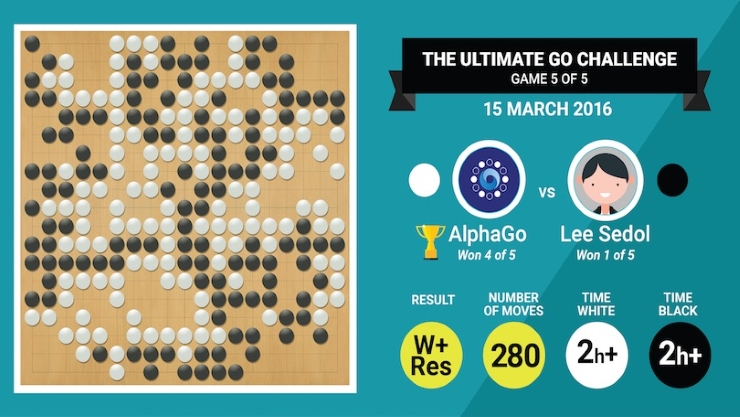 THE ULTIMATE GO CHALLENGE
GAME 5 OF 5
15 MARCH 2016
VS
AlphaGo
Won 4 of 5
Lee Sedol
Won 1 of 5
RESULT
W+
Res
NUMBER
OF MOVES
280
TIME
WHITE
2h+
TIME
BLACK
2h+